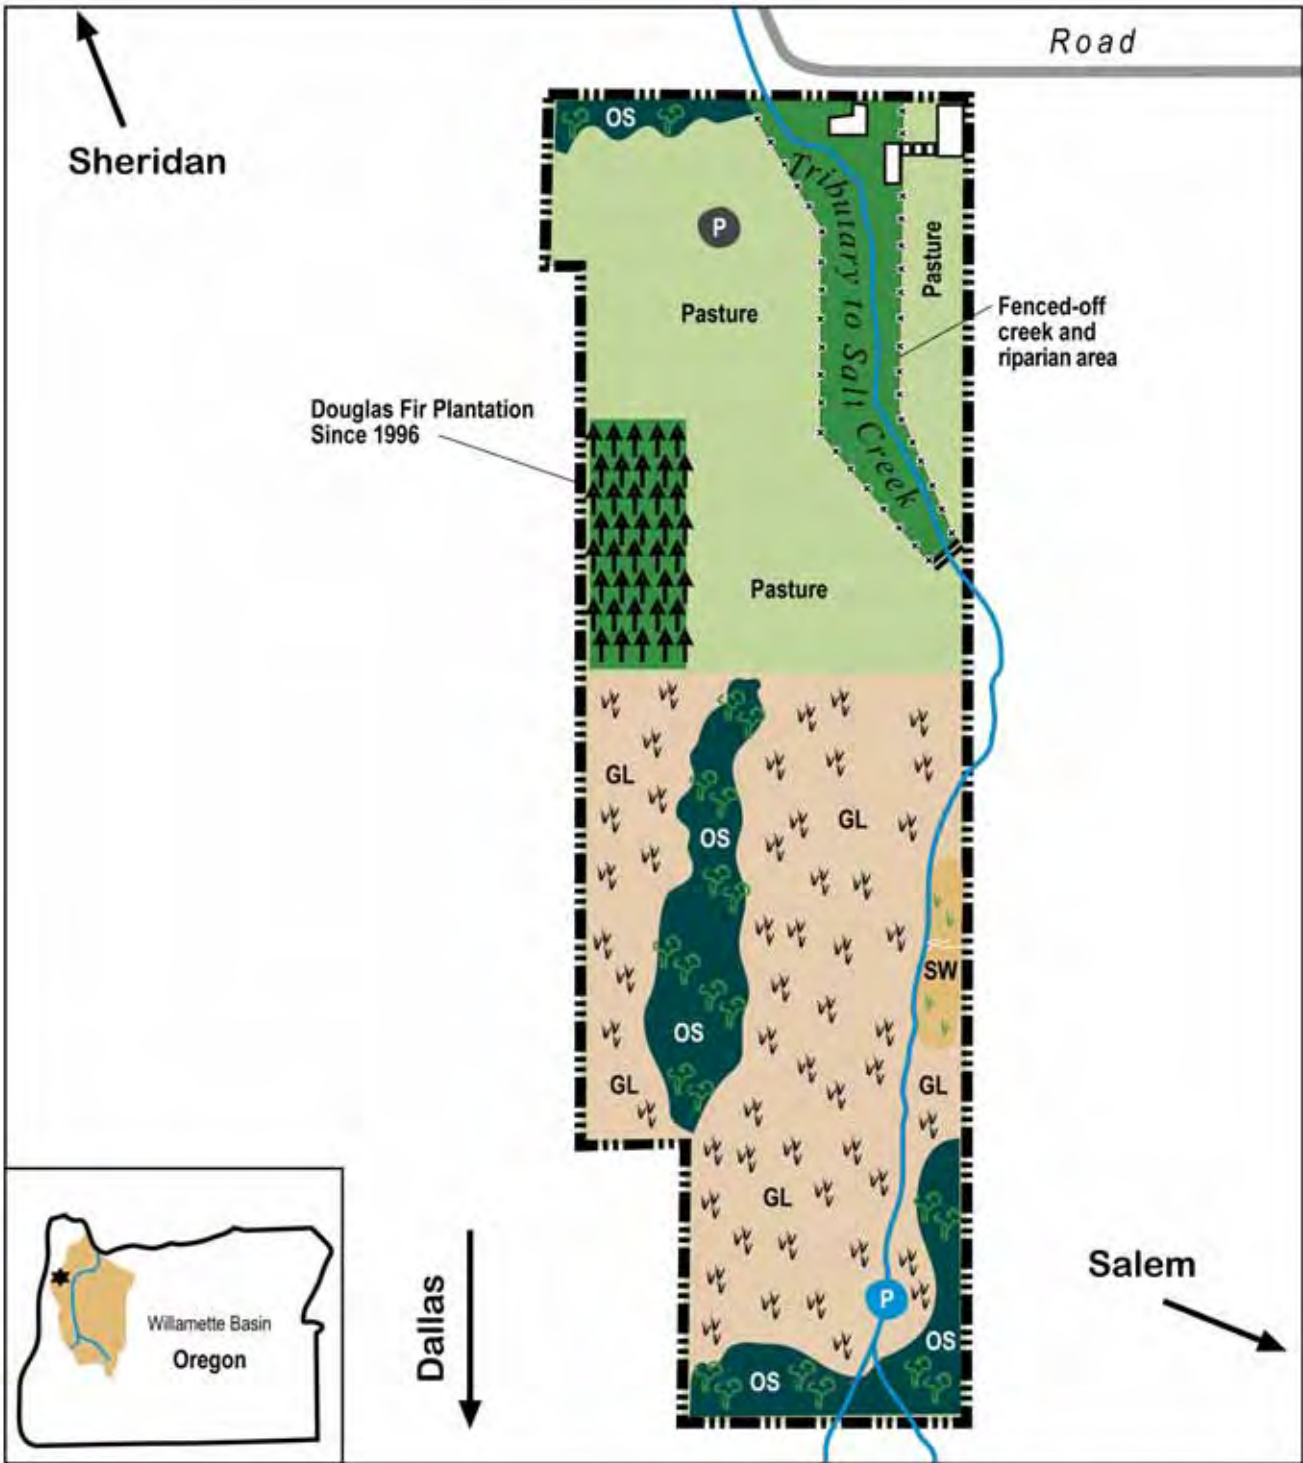 Road
Sheridan
OS
P
Pasture
Pasture
Tributary to Salt Creek
Fenced-off
creek and
riparian area
Douglas Fir Plantation
Since 1996
Pasture
GL
OS
GL
SW
OS
GL
GL
GL
P
OS
OS
Salem
Dallas
Willamette Basin
Oregon